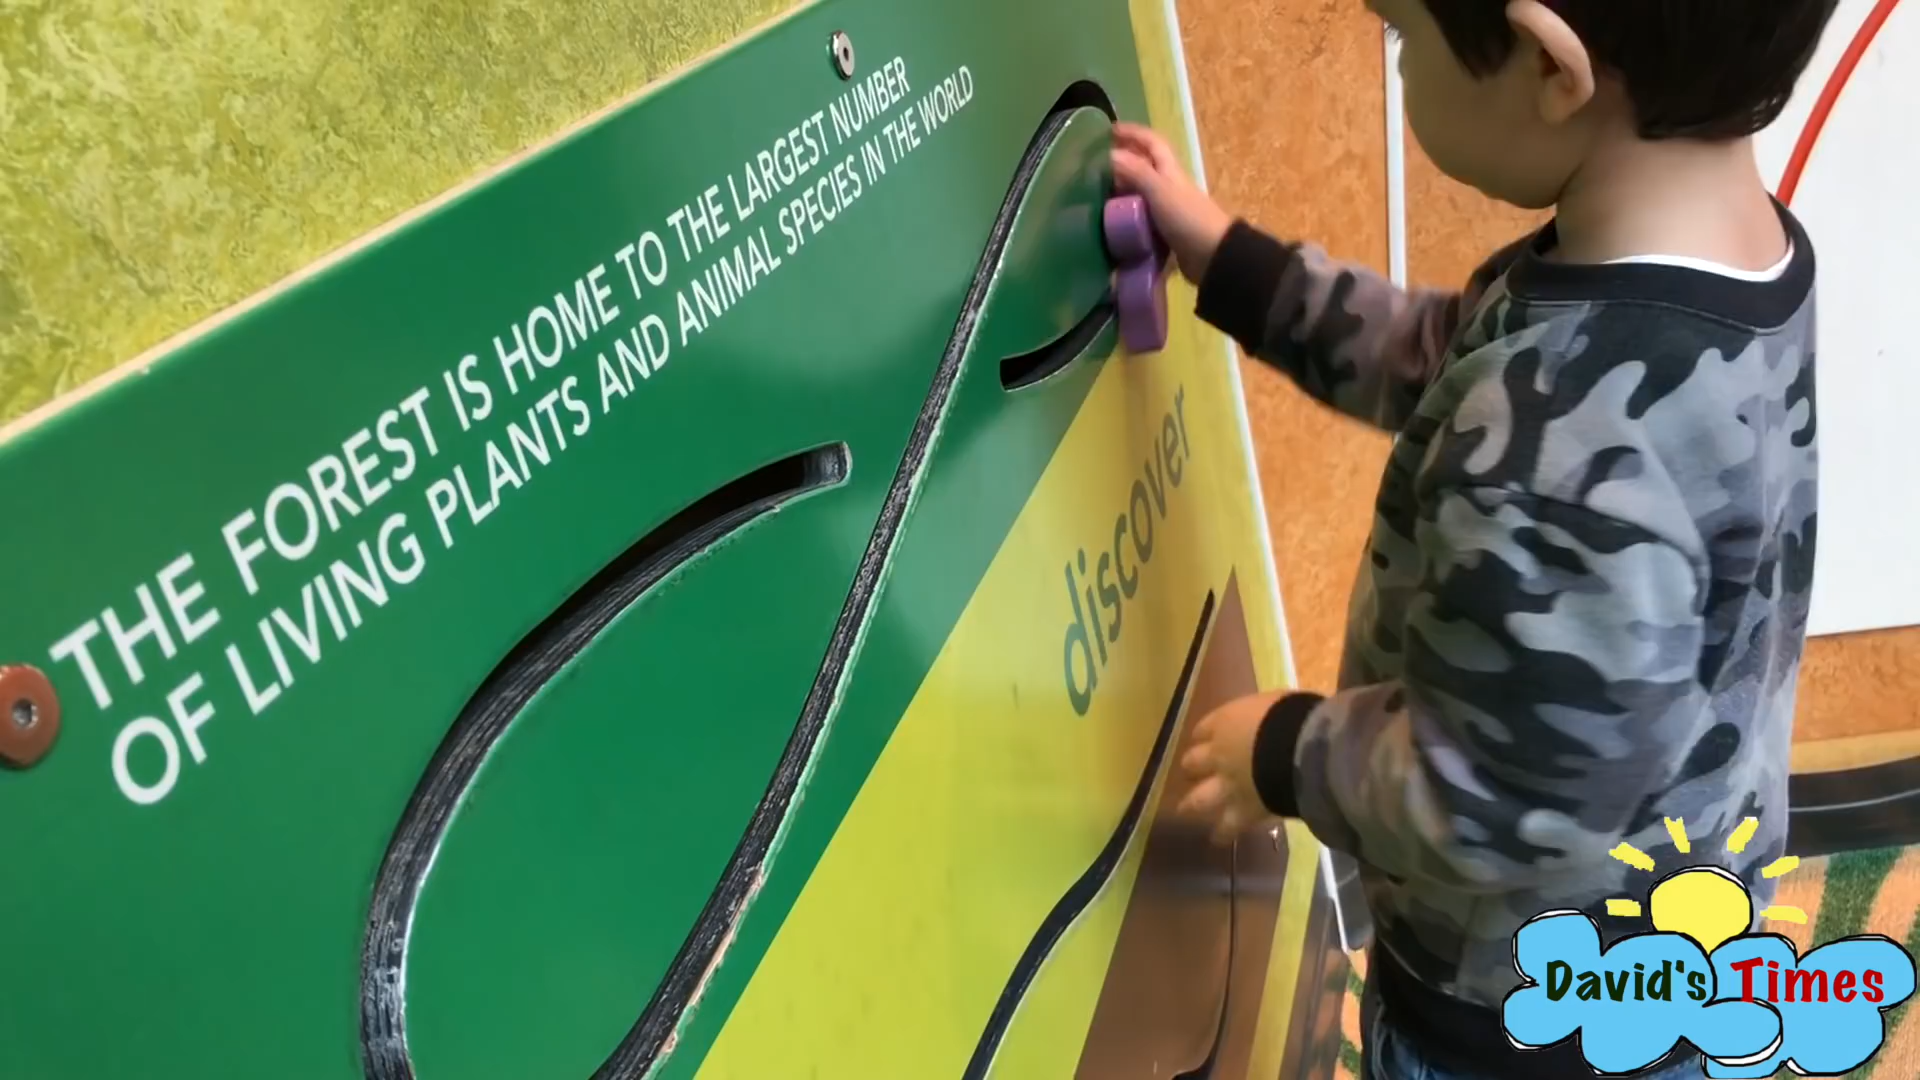 THE FOREST IS HOME TO THE LARGEST NUMBER
OF LIVING PLANTS AND ANIMAL SPECIES IN THE WORLD
discover
David's Times